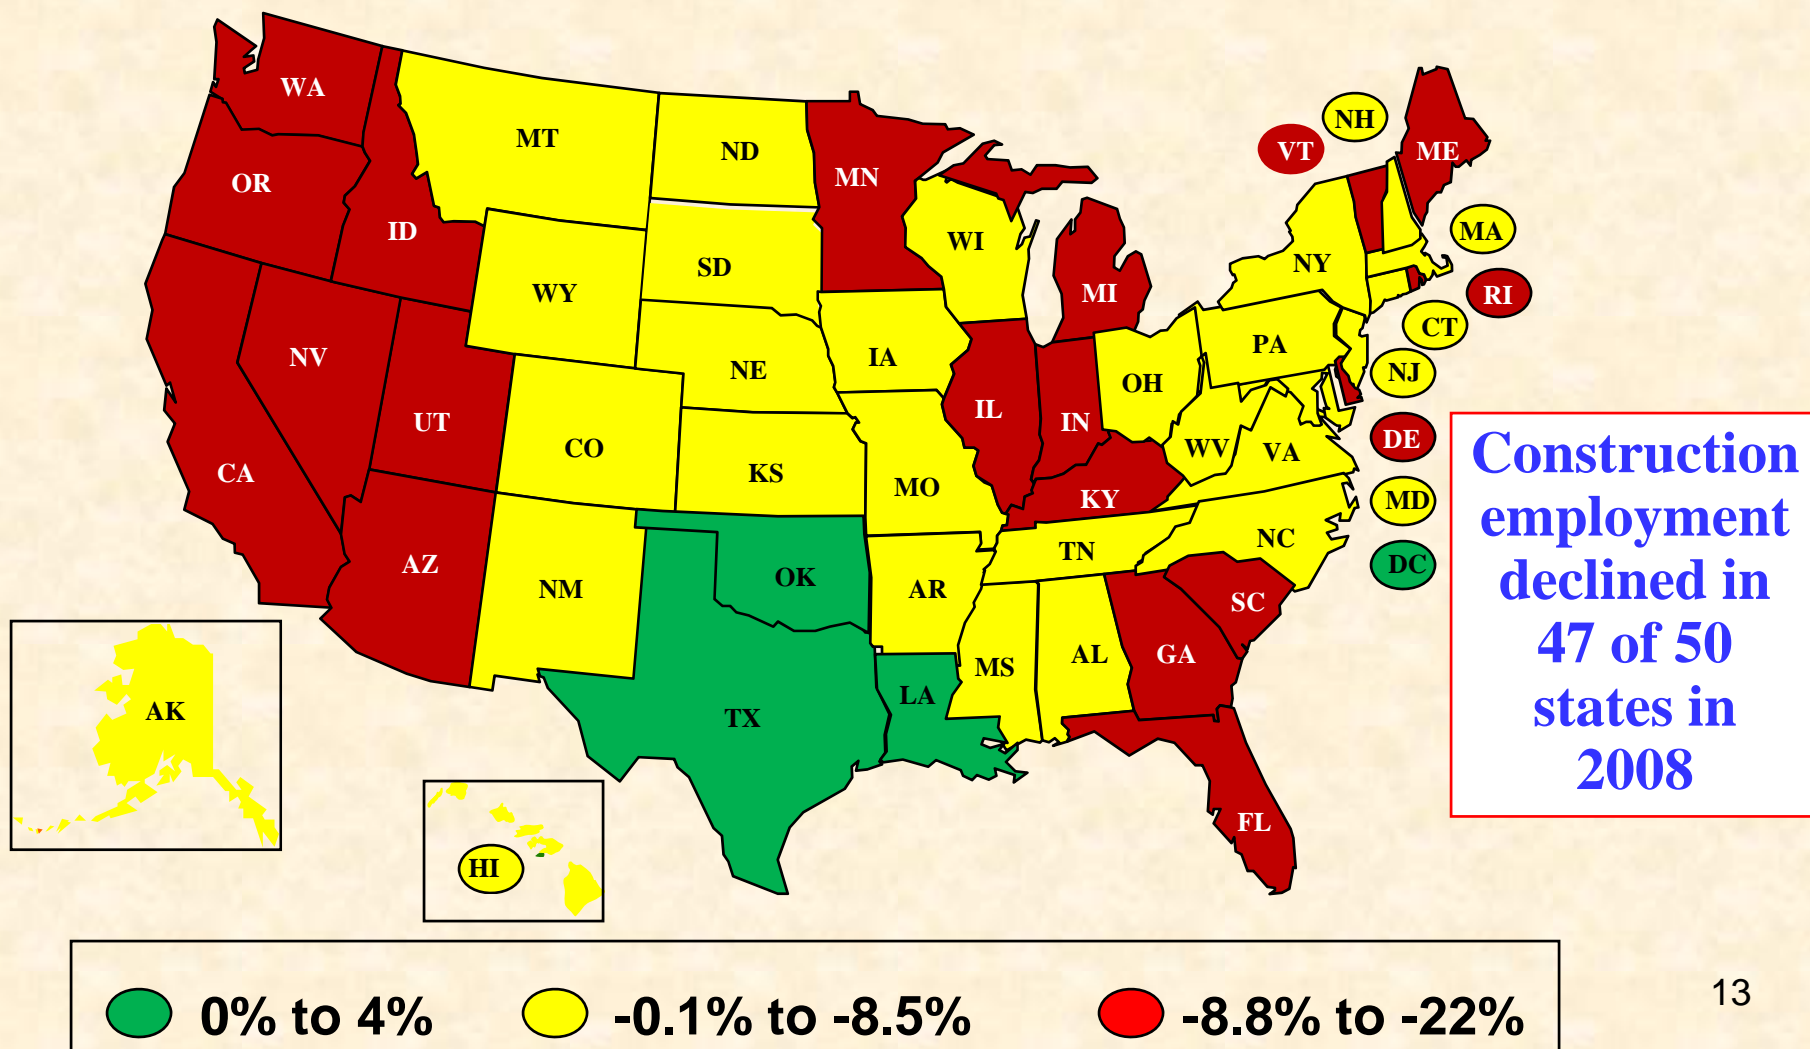 WA
MT
ND
MN
VT
NH
ME
OR
ID
SD
WI
MI
NY
MA
RI
WY
CT
NV
NE
IA
PA
NJ
UT
CO
KS
MO
IL
IN
OH
WV
VA
DE
CA
KY
MD
AZ
NM
OK
AR
TN
NC
DC
SC
MS
AL
GA
LA
TX
FL
AK
HI
Construction
employment
declined in
47 of 50
states in
2008
0% to 4%
-0.1% to -8.5%
-8.8% to -22%
13